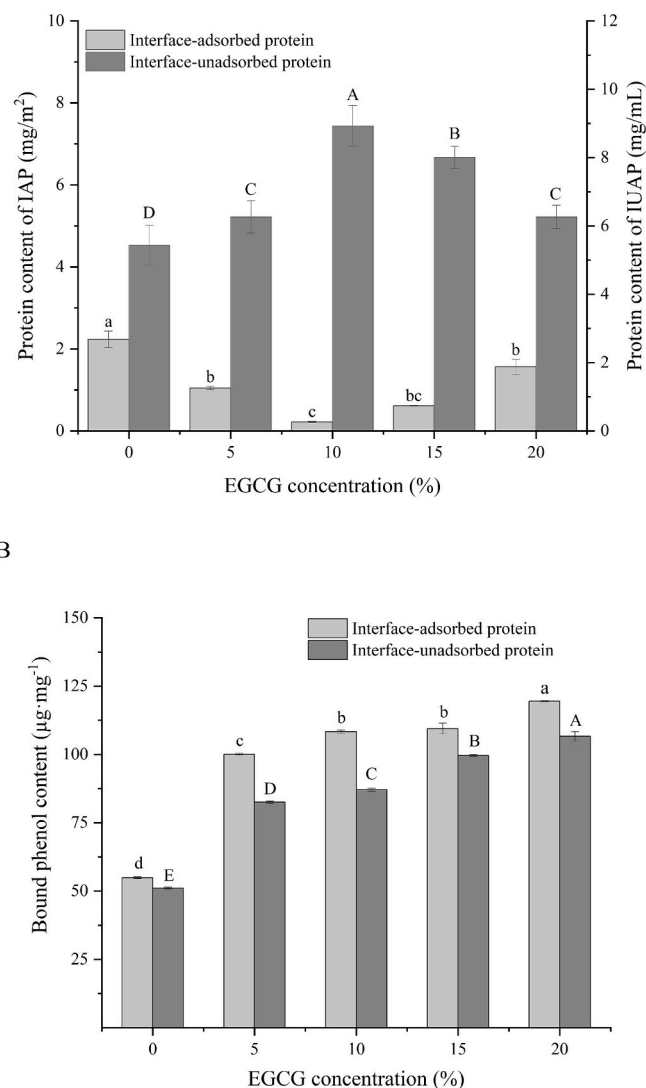 10
12
Interface-adsorbed protein
Interface-unadsorbed protein
8
10
A
B
8
6
C
C
D
6
4
4
a
2
b
2
b
bc
c
0
0
0 5 10 15 20
Protein content of IAP (mg/m²)
Protein content of IUAP (mg/mL)
EGCG concentration (%)
B
150
Interface-adsorbed protein
Interface-unadsorbed protein
125
a
A
b
b
B
c
100
C
D
75
d
E
50
25
0 5 10 15 20
Bound phenol content (μg·mg⁻¹)
EGCG concentration (%)